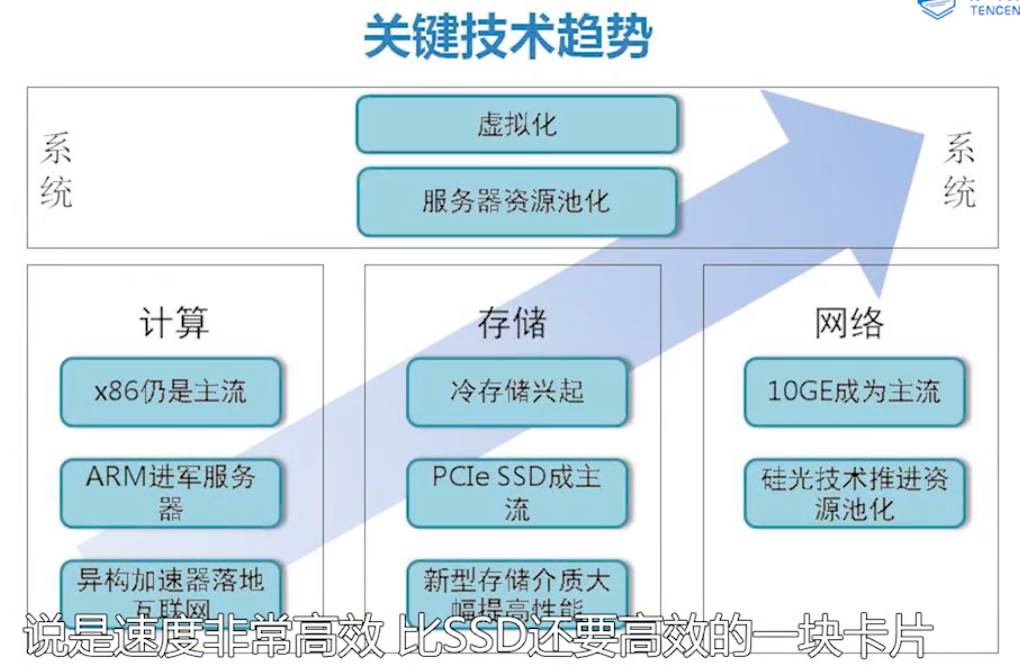 TENCEN
关键技术趋势
系
统
虚拟化
服务器资源池化
系
统
计算
x86仍是主流
ARM进军服务
器
异构加速器落地
互联网
存储
冷存储兴起
PCIe SSD成主
流
新型存储介质大
幅提高性能
网络
10GE成为主流
硅光技术推进资
源池化
说是速度非常高效 比SSD还要高效的一块卡片